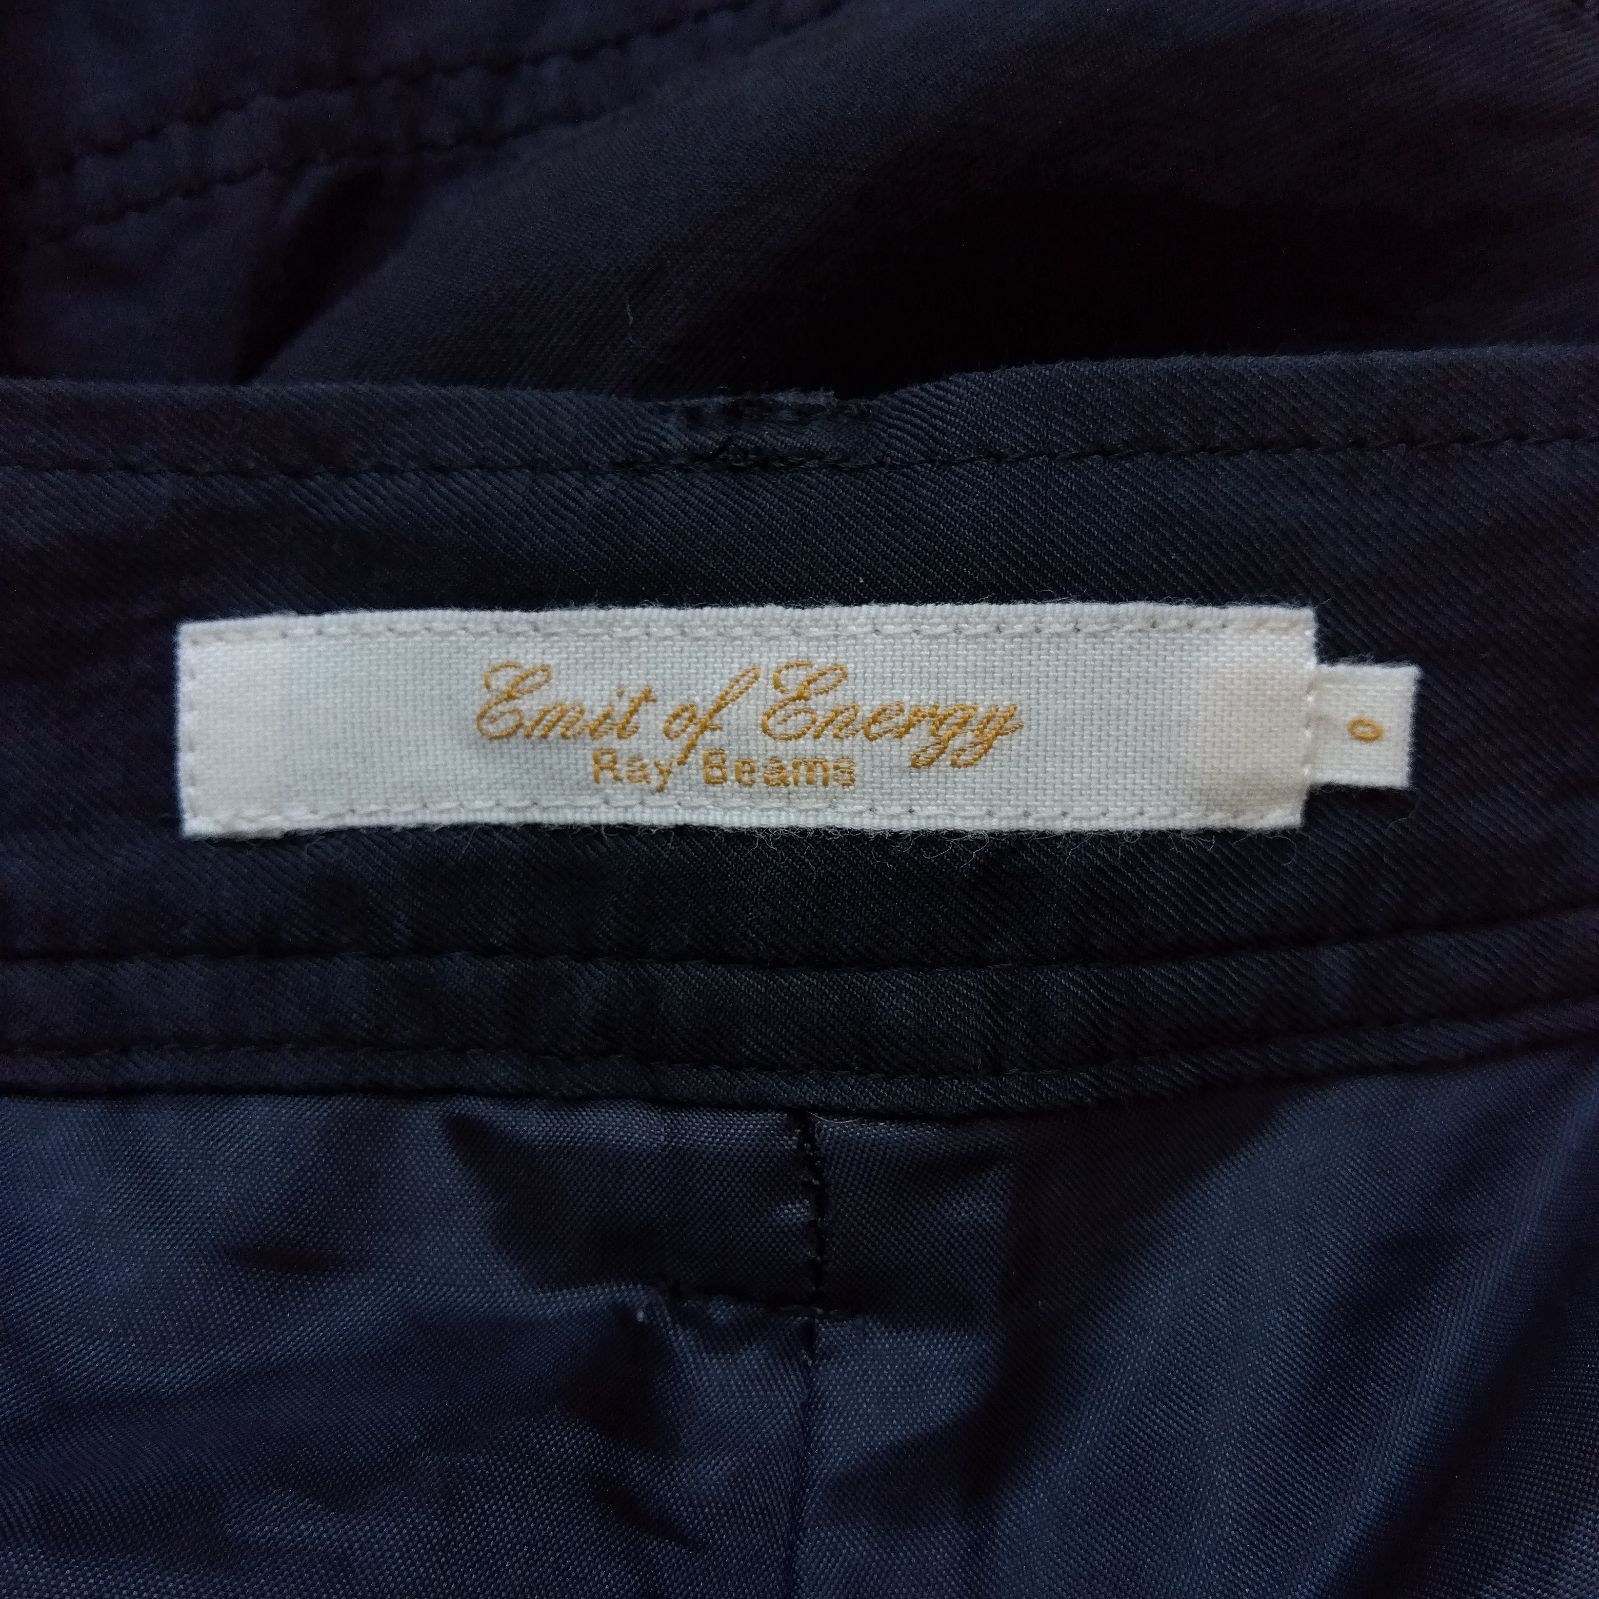 Emit of Energy
Ray Beams
0